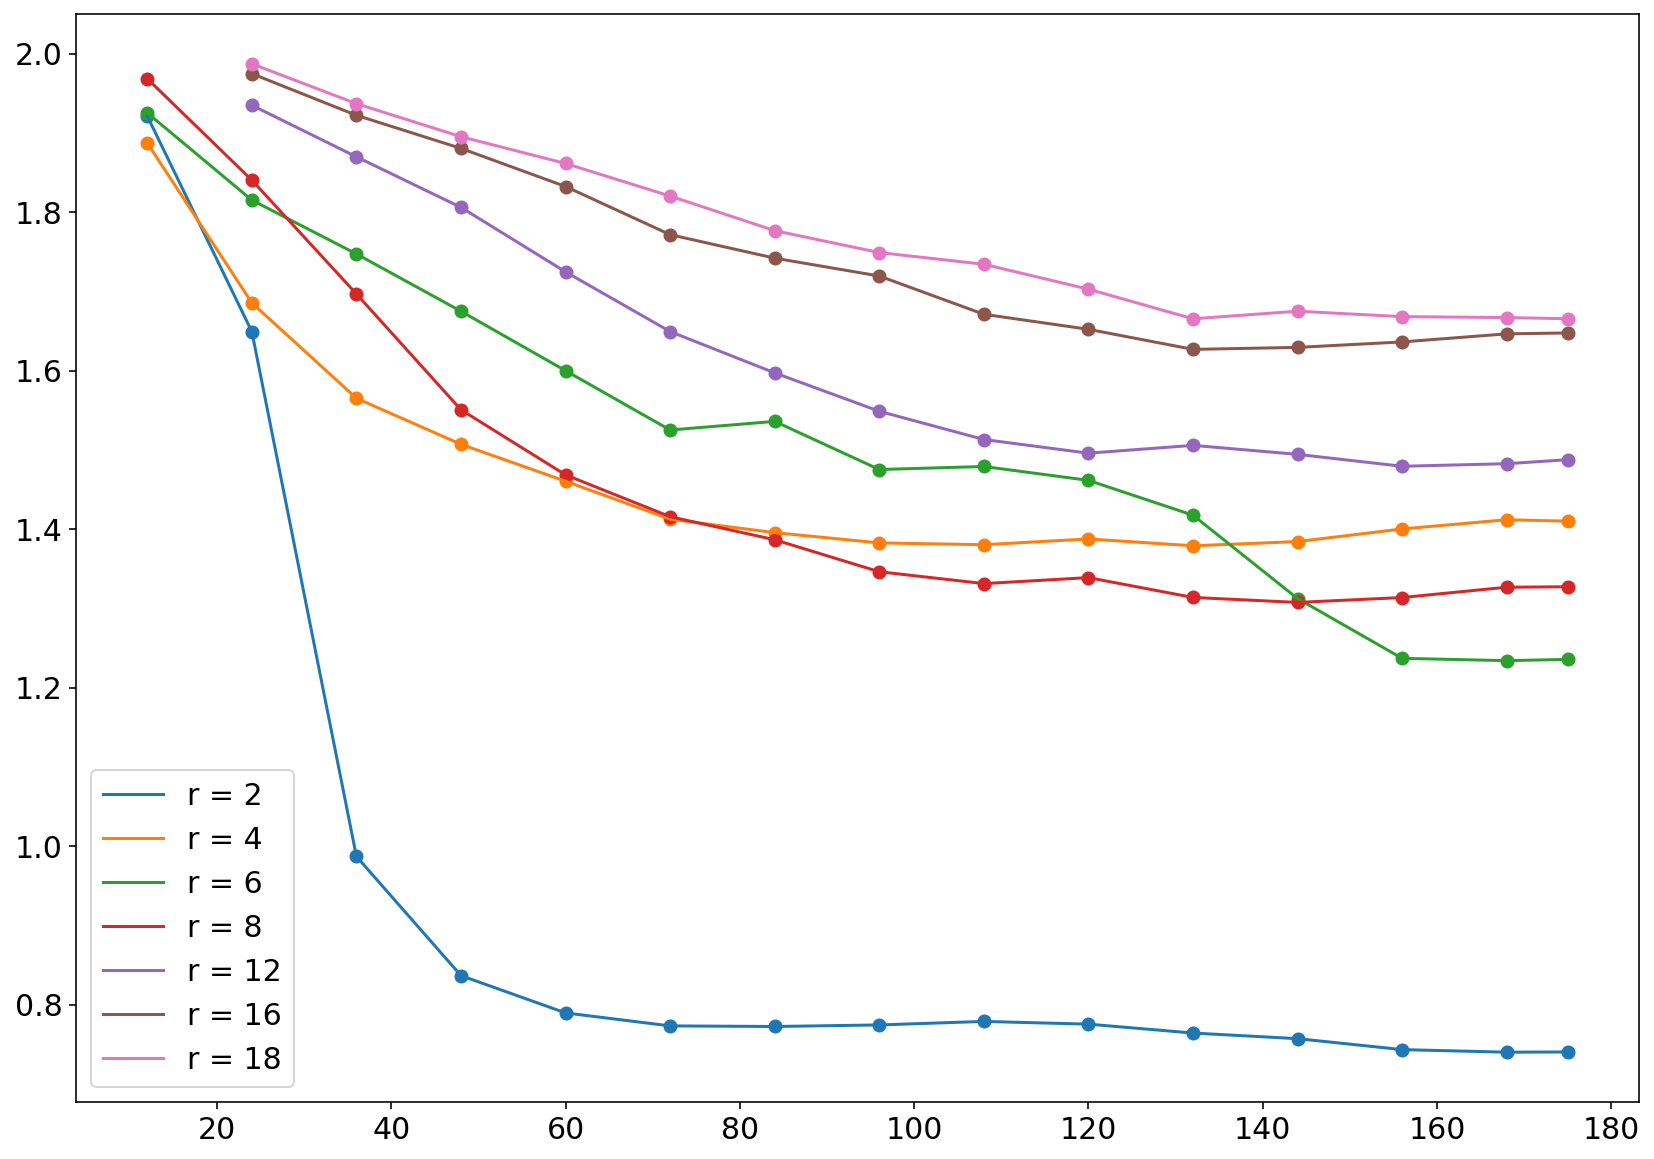 2.0
1.8
1.6
1.4
1.2
1.0
0.8
r = 2
r = 4
r = 6
r = 8
r = 12
r = 16
r = 18
20 40 60 80 100 120 140 160 180